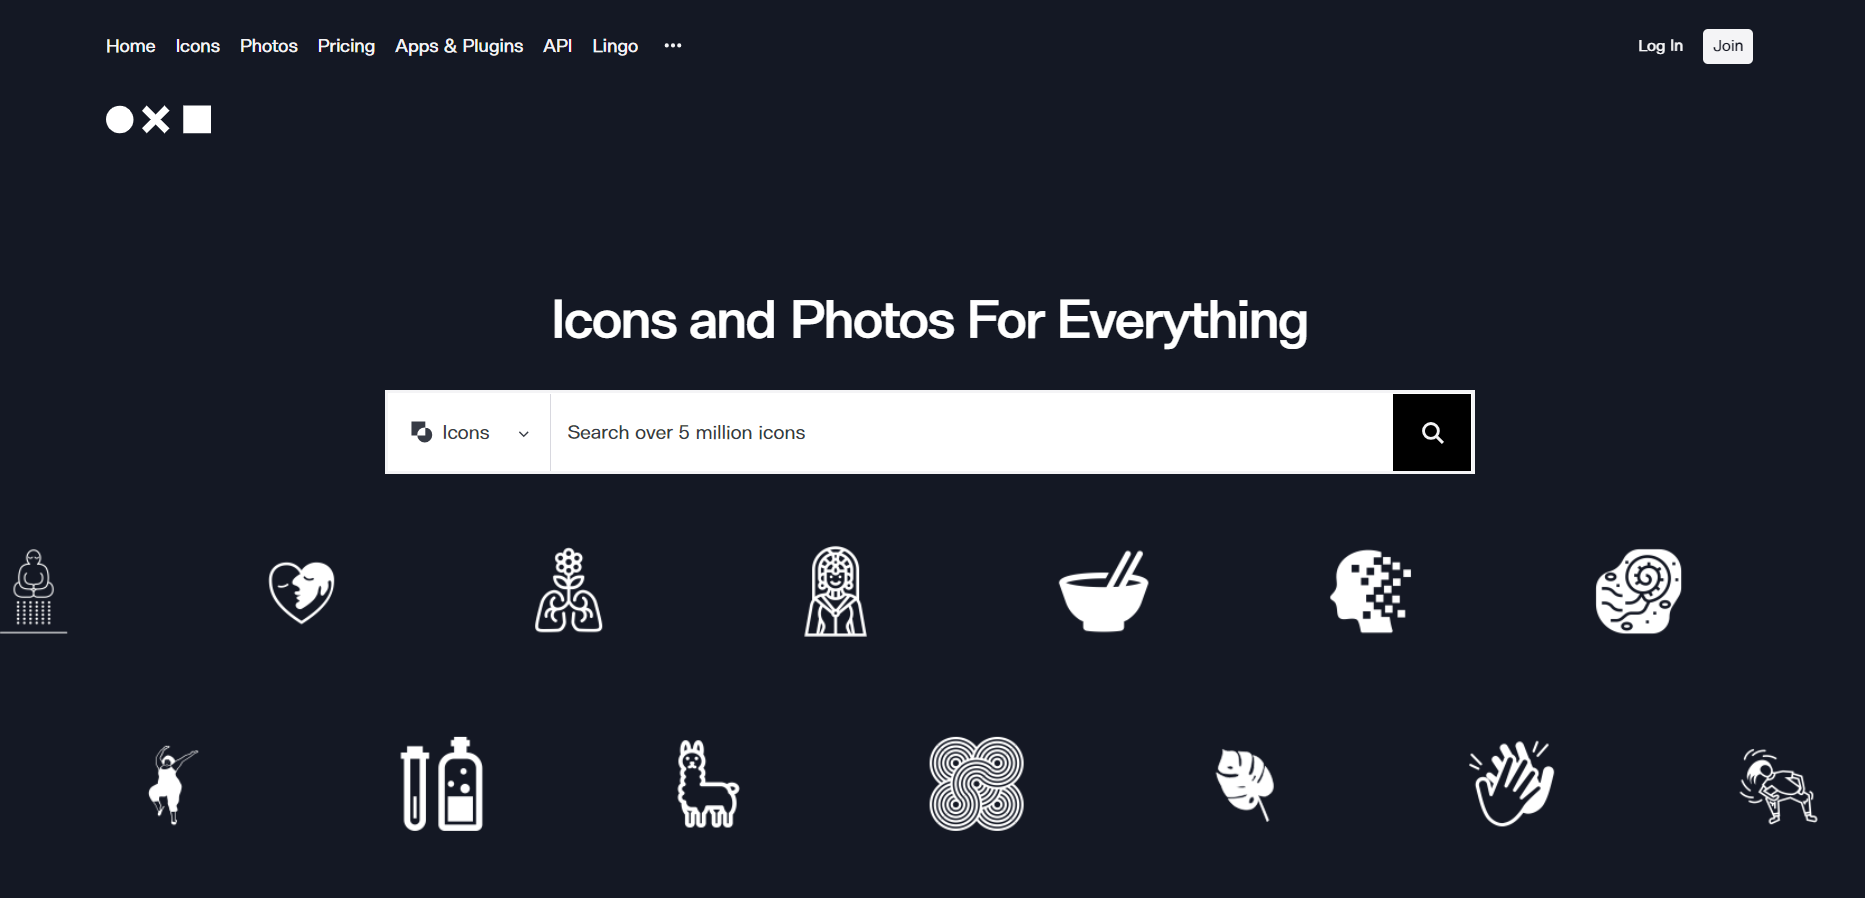 Home Icons Photos Pricing Apps & Plugins API Lingo ••• Log In Join
Icons and Photos For Everything
Icons Search over 5 million icons